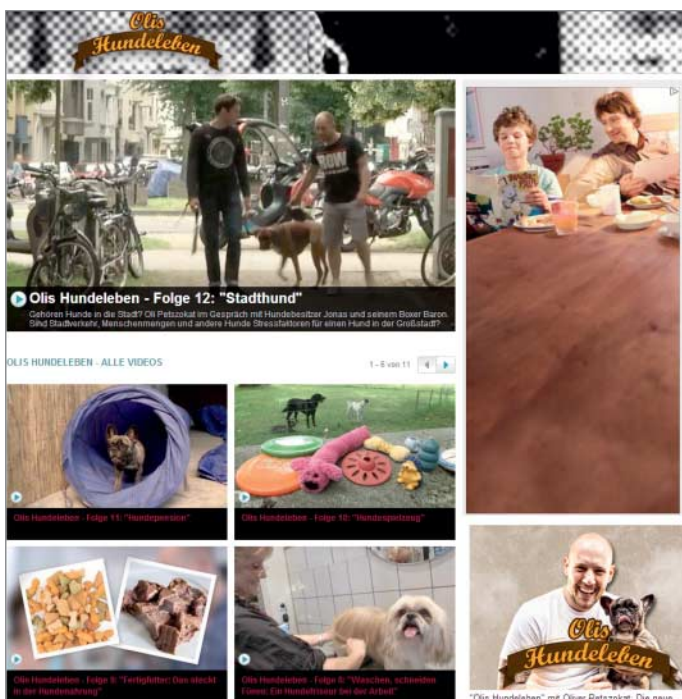 Olis
Hundeleben
ROW
Olis Hundeleben - Folge 12: "Stadthund"
Gehören Hunde in die Stadt? Oli Petszokat im Gespräch mit Hundebesitzer Jonas und seinem Boxer Baron.
Sind Stadtverkehr, Menschenmengen und andere Hunde Stressfaktoren für einen Hund in der Großstadt?
OLIS HUNDELEBEN - ALLE VIDEOS
1 - 6 von 11
Olis Hundeleben - Folge 11: "Hundepension"
Olis Hundeleben - Folge 10: "Hundespielzeug"
Olis Hundeleben - Folge 9: "Fertigfutter: Das steckt
in der Hundenahrung"
Olis Hundeleben - Folge 8: "Waschen, schneiden
Fönen: Ein Hundefriseur bei der Arbeit"
Olis
Hundeleben
"Olis Hundeleben" mit Oliver Petszokat. Die neue